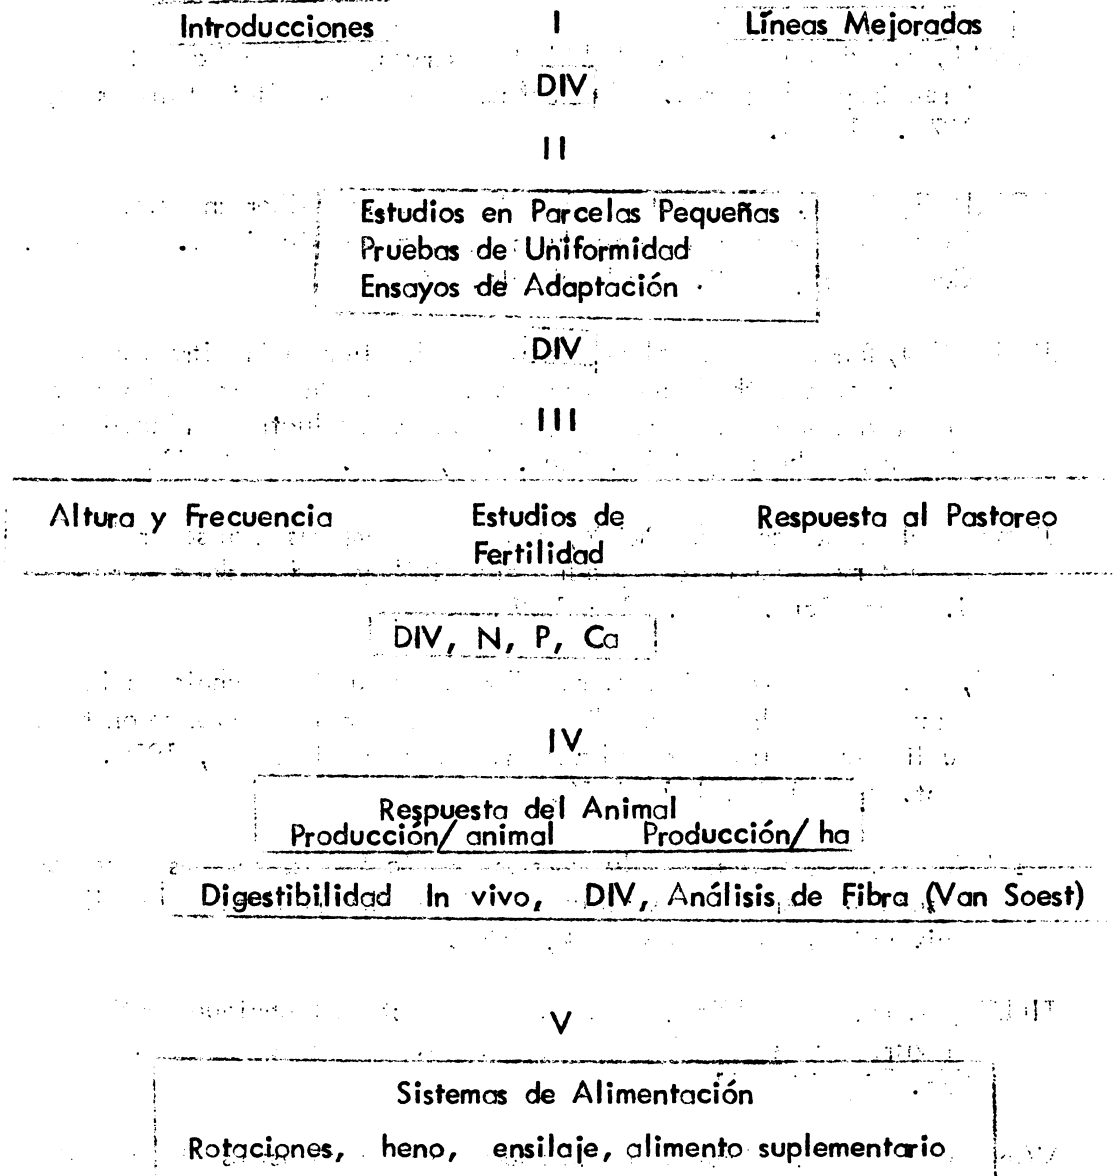 Introducciones I Líneas Mejoradas
DIV
II
Estudios en Parcelas Pequeñas
Pruebas de Uniformidad
Ensayos de Adaptación
DIV
III
Altura y Frecuencia Estudios de Respuesta al Pastoreo
Fertilidad
DIV, N, P, Ca
IV
Respuesta del Animal
Producción/ animal Producción/ ha
Digestibilidad In vivo, DIV, Análisis de Fibra (Van Soest)
V
Sistemas de Alimentación
Rotaciones, heno, ensilaje, alimento suplementario